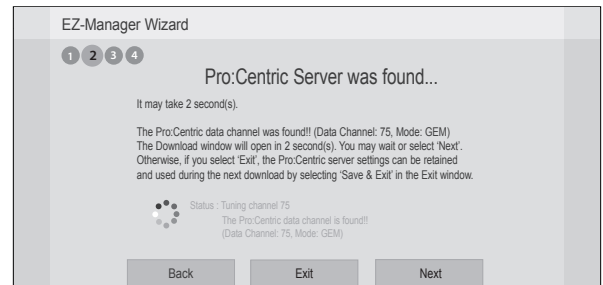 EZ-Manager Wizard
1 2 3 4
Pro:Centric Server was found...
It may take 2 second(s).
The Pro:Centric data channel was found!! (Data Channel: 75, Mode: GEM)
The Download window will open in 2 second(s). You may wait or select ‘Next’.
Otherwise, if you select ‘Exit’, the Pro:Centric server settings can be retained
and used during the next download by selecting ‘Save & Exit’ in the Exit window.
Status : Tuning channel 75
The Pro:Centric data channel is found!!
(Data Channel: 75, Mode: GEM)
Back Exit Next